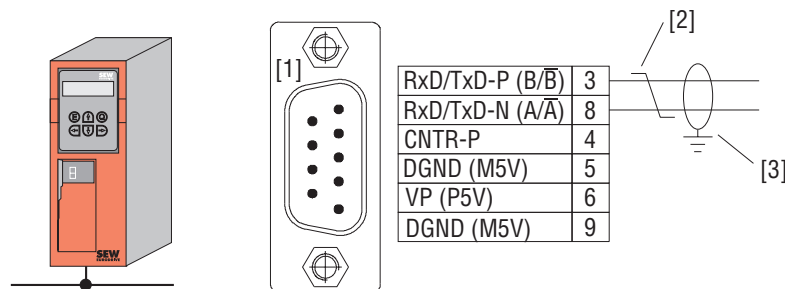 [1]
[2]
[3]
RxD/TxD-P (B/B̅) 3
RxD/TxD-N (A/A̅) 8
CNTR-P 4
DGND (M5V) 5
VP (P5V) 6
DGND (M5V) 9
SEW
SEW
EURODRIVE